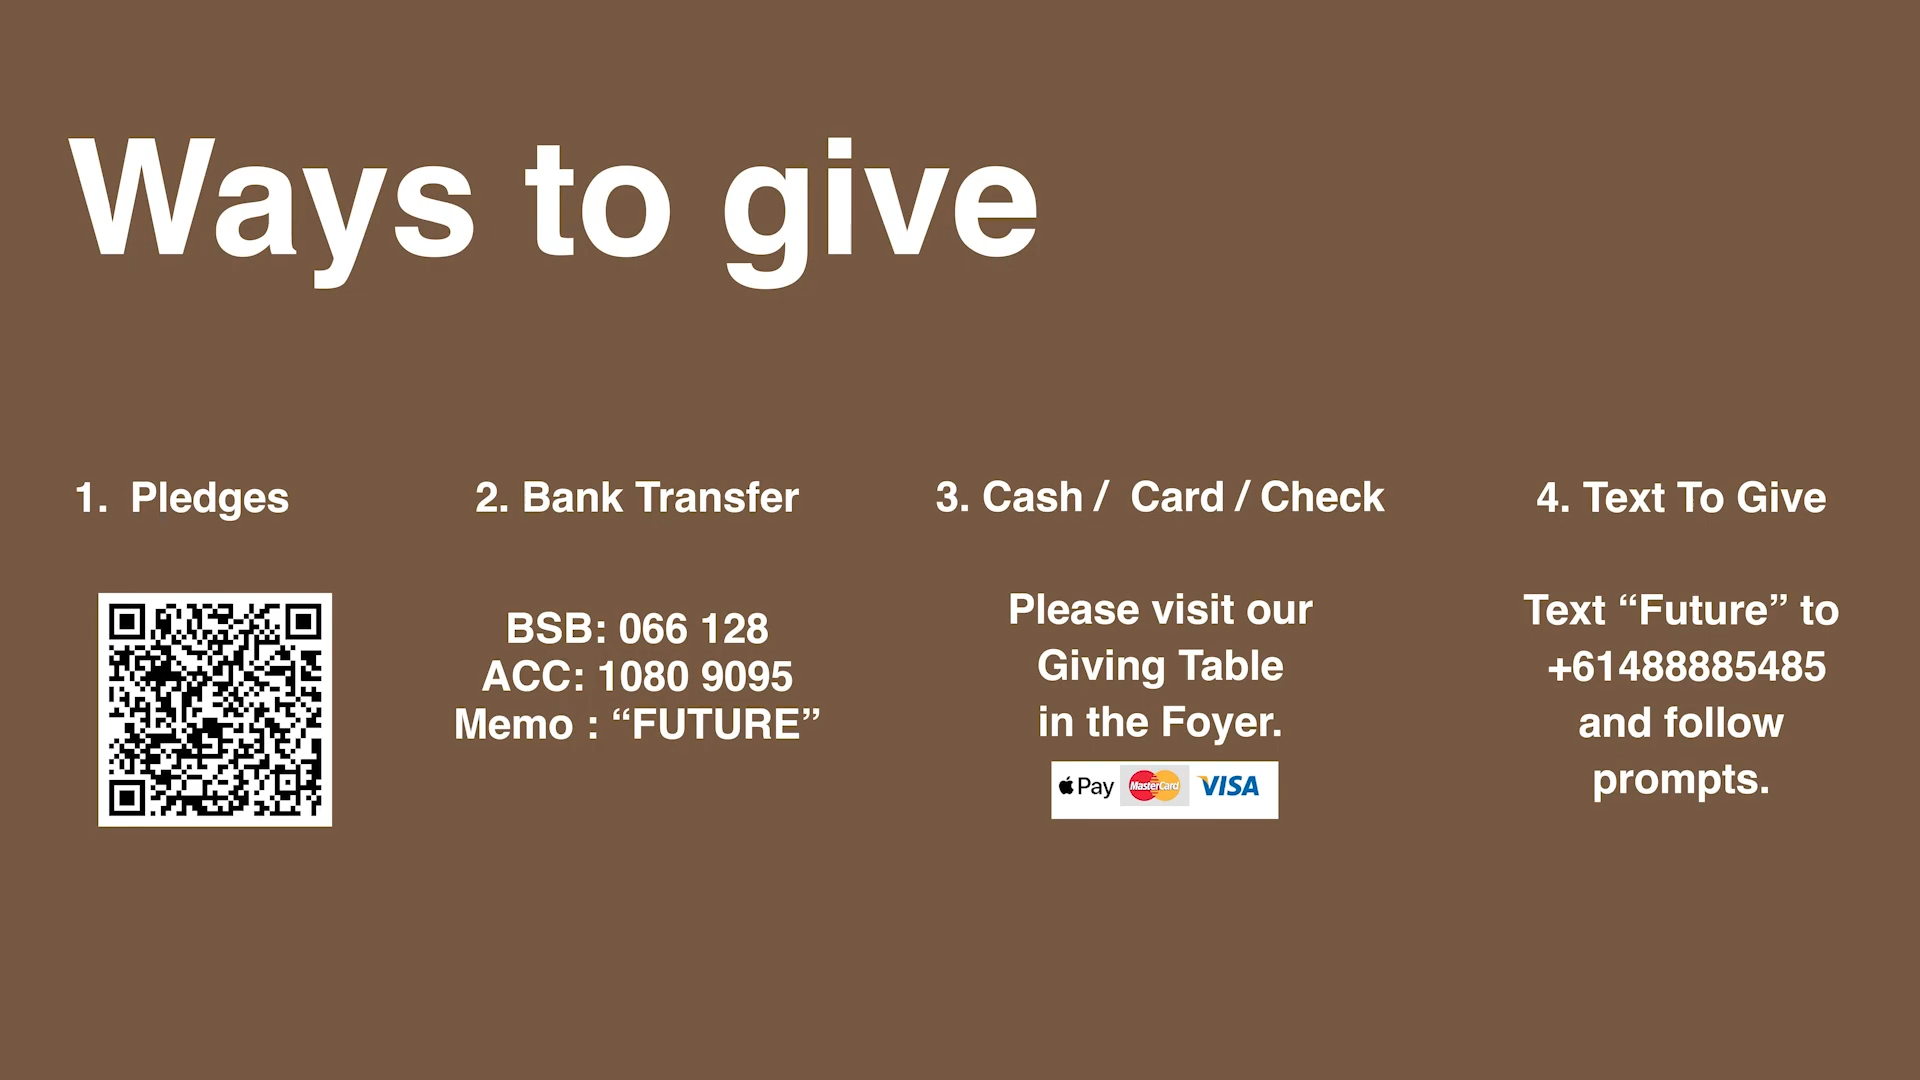 Ways to give
1. Pledges
2. Bank Transfer
BSB: 066 128
ACC: 1080 9095
Memo : “FUTURE”
3. Cash / Card / Check
Please visit our
Giving Table
in the Foyer.
Pay MasterCard VISA
4. Text To Give
Text “Future” to
+61488885485
and follow
prompts.